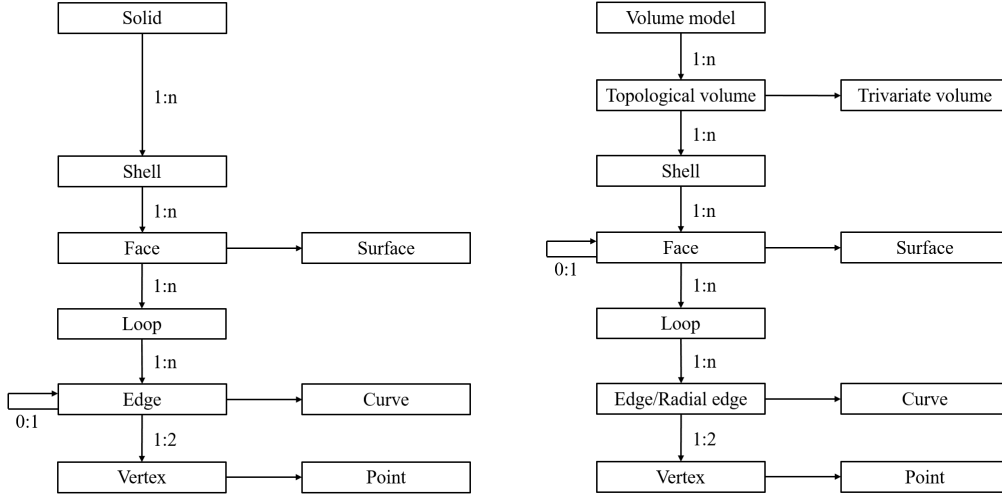 Solid
1:n
Shell
1:n
Face
Surface
1:n
Loop
1:n
Edge
Curve
0:1
1:2
Vertex
Point
Volume model
1:n
Topological volume
Trivariate volume
1:n
Shell
1:n
Face
Surface
0:1
1:n
Loop
1:n
Edge/Radial edge
Curve
1:2
Vertex
Point